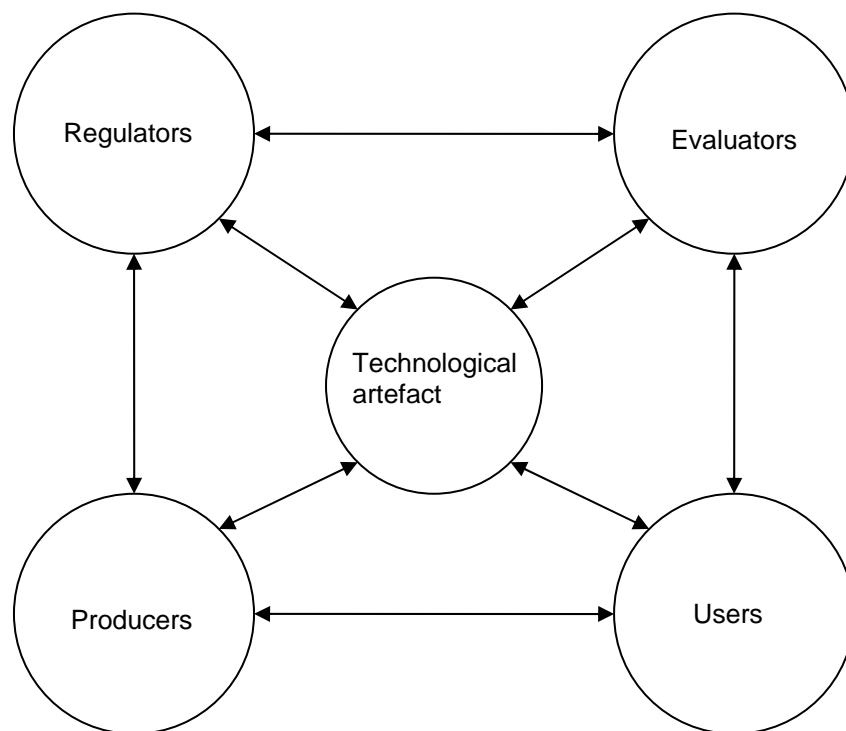 Regulators
Evaluators
Technological
artefact
Producers
Users